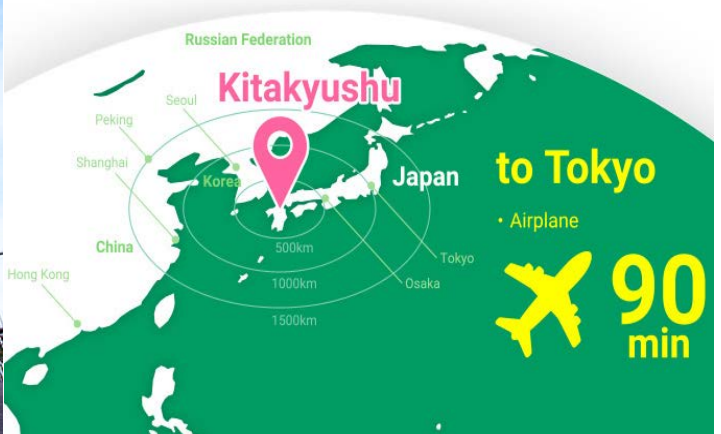 Russian Federation
Kitakyushu
Seoul
Peking
Shanghai
Korea
Japan
to Tokyo
• Airplane
China
500km
Tokyo
Hong Kong
1000km
Osaka
90
min
1500km